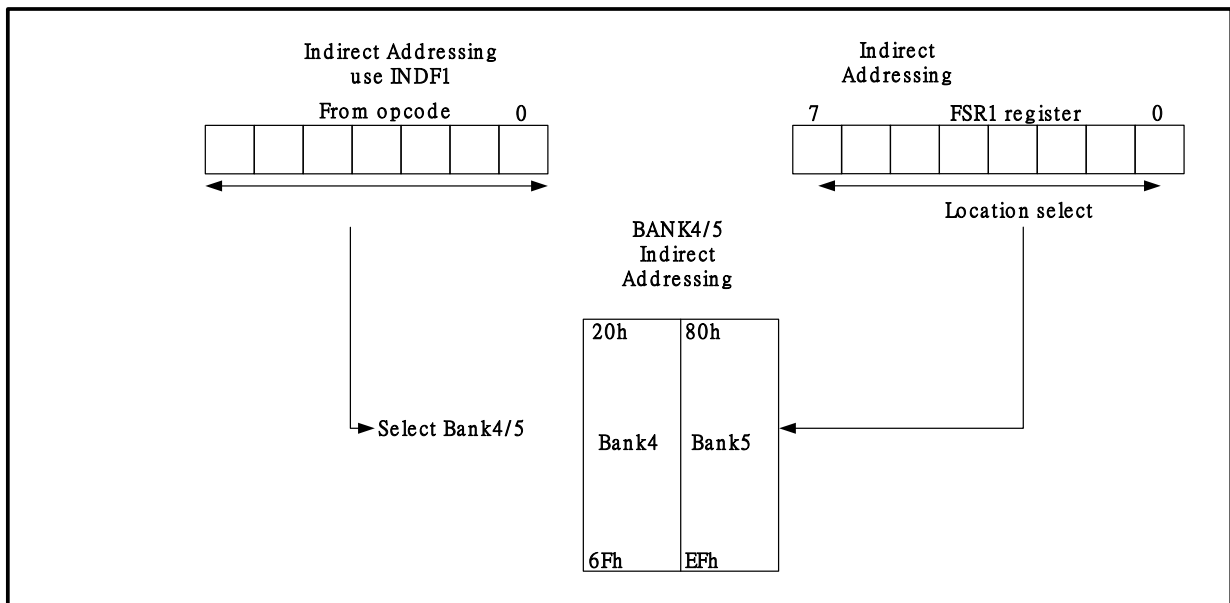 Indirect Addressing
use INDF1
From opcode 0
Indirect
Addressing
7 FSR1 register 0
Location select
BANK4/5
Indirect
Addressing
20h 80h
Select Bank4/5
Bank4 Bank5
6Fh EFh